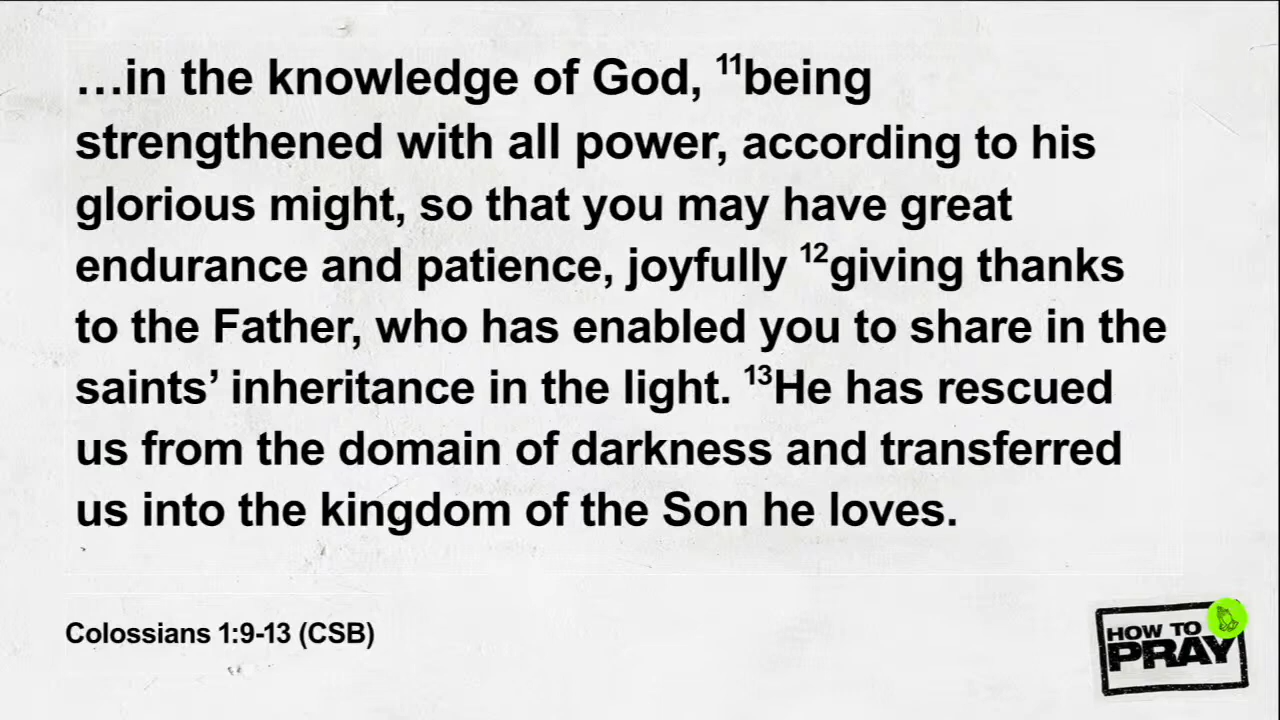 …in the knowledge of God, ¹¹being
strengthened with all power, according to his
glorious might, so that you may have great
endurance and patience, joyfully ¹²giving thanks
to the Father, who has enabled you to share in the
saints’ inheritance in the light. ¹³He has rescued
us from the domain of darkness and transferred
us into the kingdom of the Son he loves.
Colossians 1:9-13 (CSB)
HOW TO
PRAY